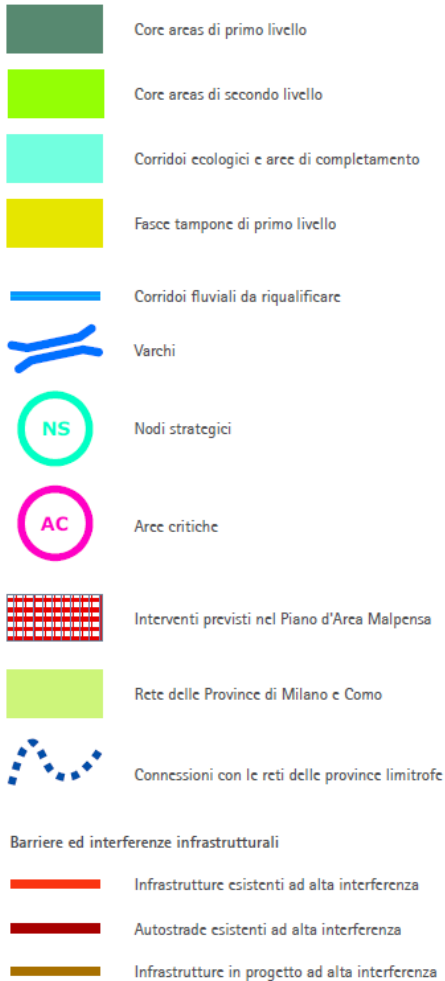 Core areas di primo livello
Core areas di secondo livello
Corridoi ecologici e aree di completamento
Fasce tampone di primo livello
Corridoi fluviali da riqualificare
Varchi
NS Nodi strategici
AC Aree critiche
Interventi previsti nel Piano d'Area Malpensa
Rete delle Province di Milano e Como
Connessioni con le reti delle province limitrofe
Barriere ed interferenze infrastrutturali
Infrastrutture esistenti ad alta interferenza
Autostrade esistenti ad alta interferenza
Infrastrutture in progetto ad alta interferenza